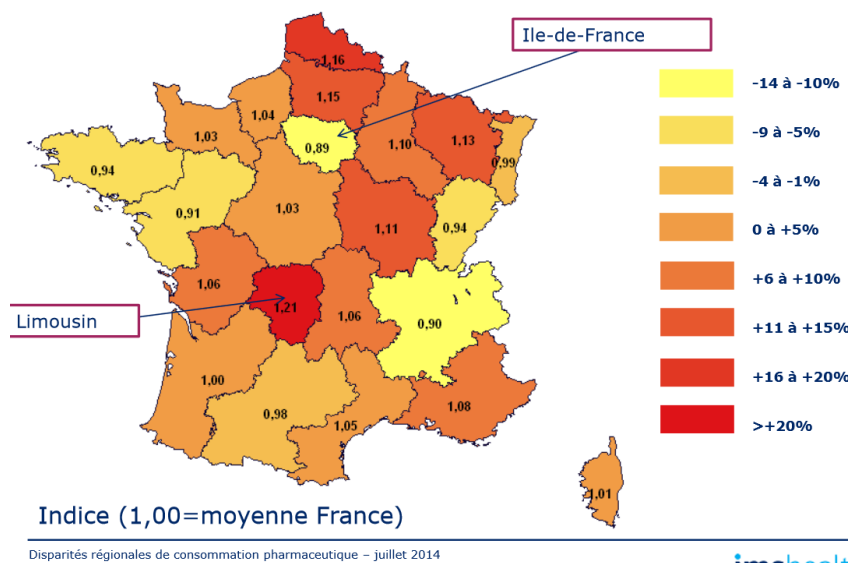 Ile-de-France
1,16
1,15
1,04
1,03
0,89
1,10
1,13
0,99
0,94
0,91
1,03
1,11
0,94
1,06
Limousin
1,21
1,06
0,90
1,00
0,98
1,05
1,08
1,01
-14 à -10%
-9 à -5%
-4 à -1%
0 à +5%
+6 à +10%
+11 à +15%
+16 à +20%
>+20%
Indice (1,00=moyenne France)
Disparités régionales de consommation pharmaceutique – juillet 2014